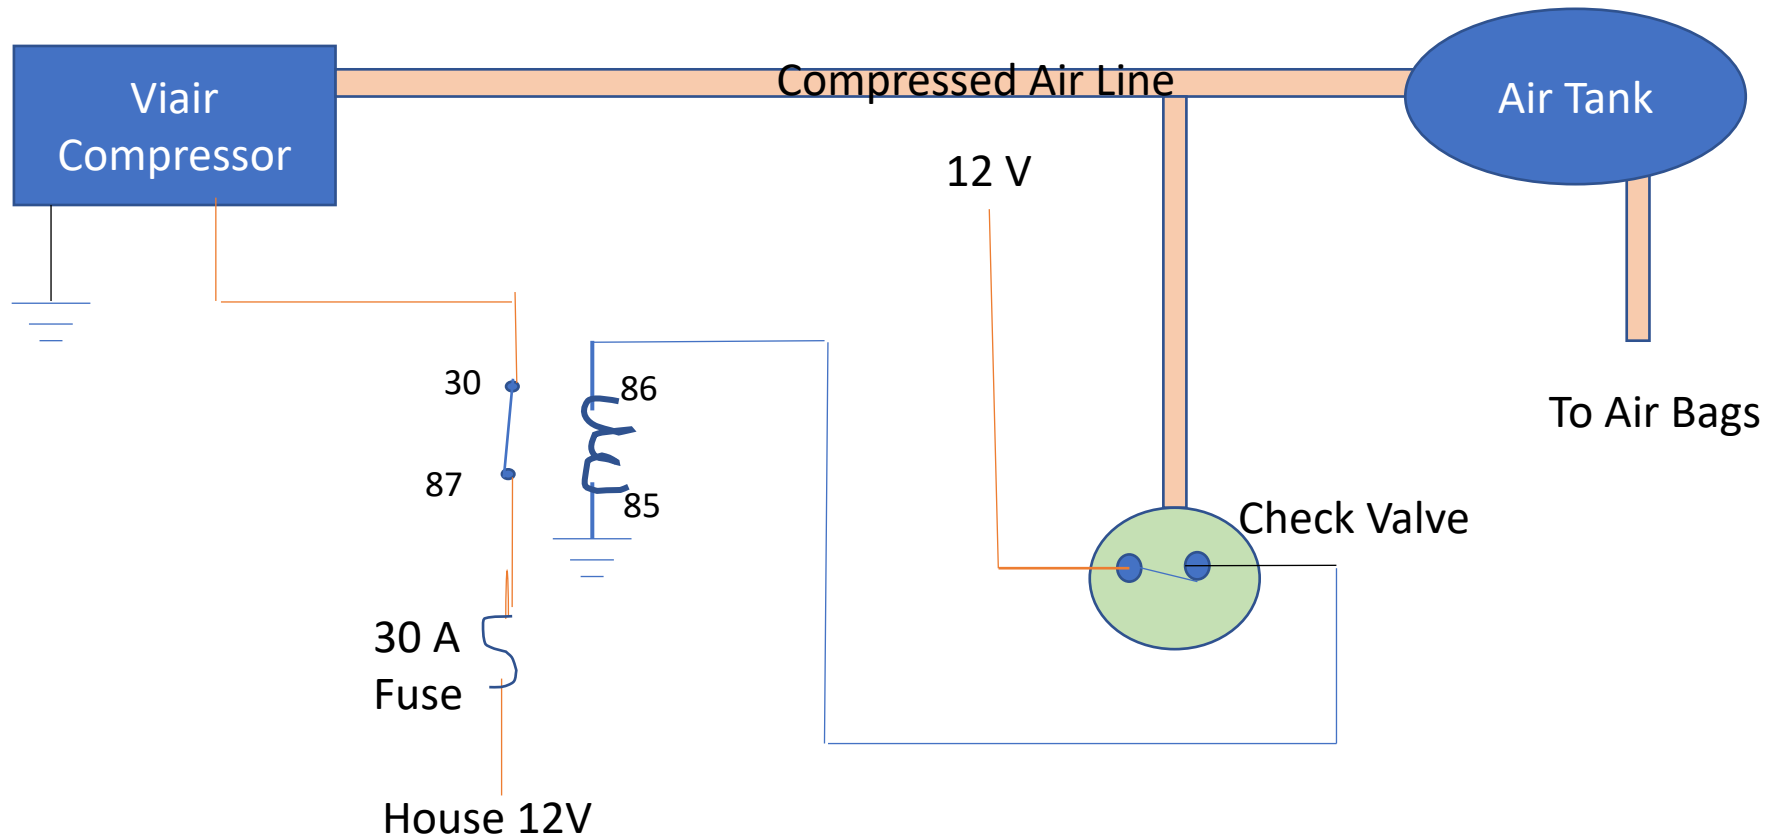 Viair
Compressor
Compressed Air Line
Air Tank
12 V
30
86
To Air Bags
87
85
Check Valve
30 A
Fuse
House 12V